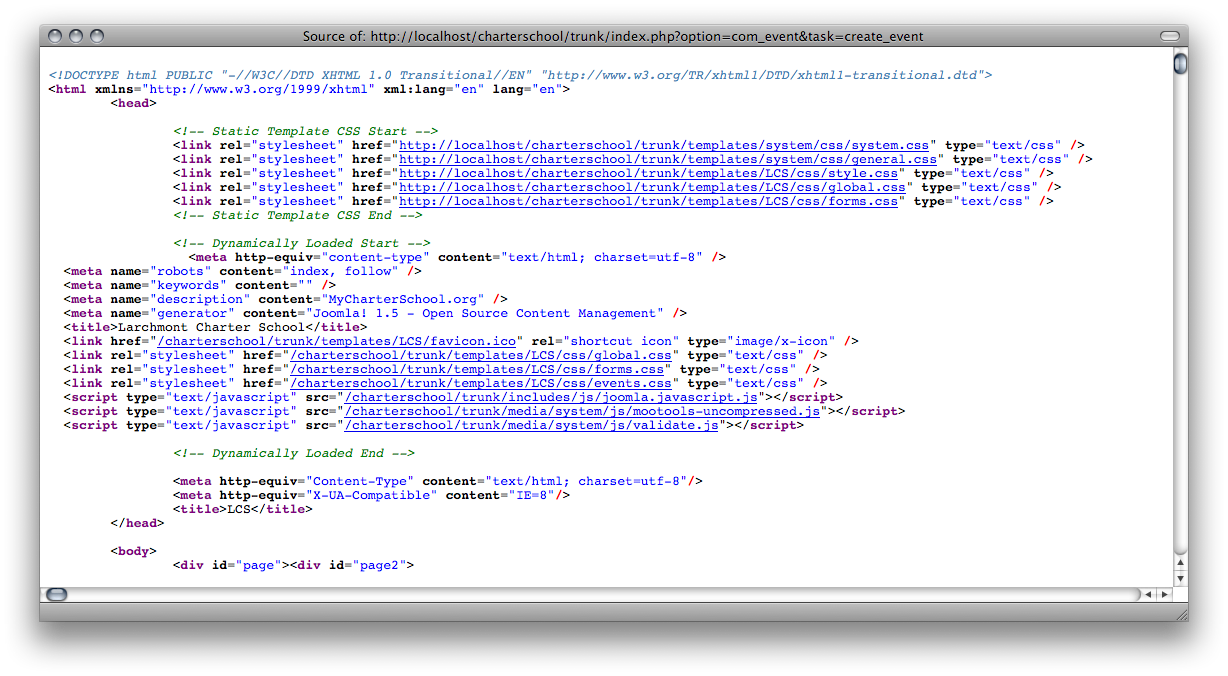 Source of: http://localhost/charterschool/trunk/index.php?option=com_event&task=create_event
<!DOCTYPE html PUBLIC "-//W3C//DTD XHTML 1.0 Transitional//EN" "http://www.w3.org/TR/xhtml1/DTD/xhtml1-transitional.dtd">
<html xmlns="http://www.w3.org/1999/xhtml" xml:lang="en" lang="en">
<head>
<!-- Static Template CSS Start -->
<link rel="stylesheet" href="http://localhost/charterschool/trunk/templates/system/css/system.css" type="text/css" />
<link rel="stylesheet" href="http://localhost/charterschool/trunk/templates/system/css/general.css" type="text/css" />
<link rel="stylesheet" href="http://localhost/charterschool/trunk/templates/LCS/css/style.css" type="text/css" />
<link rel="stylesheet" href="http://localhost/charterschool/trunk/templates/LCS/css/global.css" type="text/css" />
<link rel="stylesheet" href="http://localhost/charterschool/trunk/templates/LCS/css/forms.css" type="text/css" />
<!-- Static Template CSS End -->
<!-- Dynamically Loaded Start -->
<meta http-equiv="content-type" content="text/html; charset=utf-8" />
<meta name="robots" content="index, follow" />
<meta name="keywords" content="" />
<meta name="description" content="MyCharterSchool.org" />
<meta name="generator" content="Joomla! 1.5 - Open Source Content Management" />
<title>Larchmont Charter School</title>
<link href="/charterschool/trunk/templates/LCS/favicon.ico" rel="shortcut icon" type="image/x-icon" />
<link rel="stylesheet" href="/charterschool/trunk/templates/LCS/css/global.css" type="text/css" />
<link rel="stylesheet" href="/charterschool/trunk/templates/LCS/css/forms.css" type="text/css" />
<link rel="stylesheet" href="/charterschool/trunk/templates/LCS/css/events.css" type="text/css" />
<script type="text/javascript" src="/charterschool/trunk/includes/js/joomla.javascript.js"></script>
<script type="text/javascript" src="/charterschool/trunk/media/system/js/mootools-uncompressed.js"></script>
<script type="text/javascript" src="/charterschool/trunk/media/system/js/validate.js"></script>
<!-- Dynamically Loaded End -->
<meta http-equiv="Content-Type" content="text/html; charset=utf-8"/>
<meta http-equiv="X-UA-Compatible" content="IE=8"/>
<title>LCS</title>
</head>
<body>
<div id="page"><div id="page2">